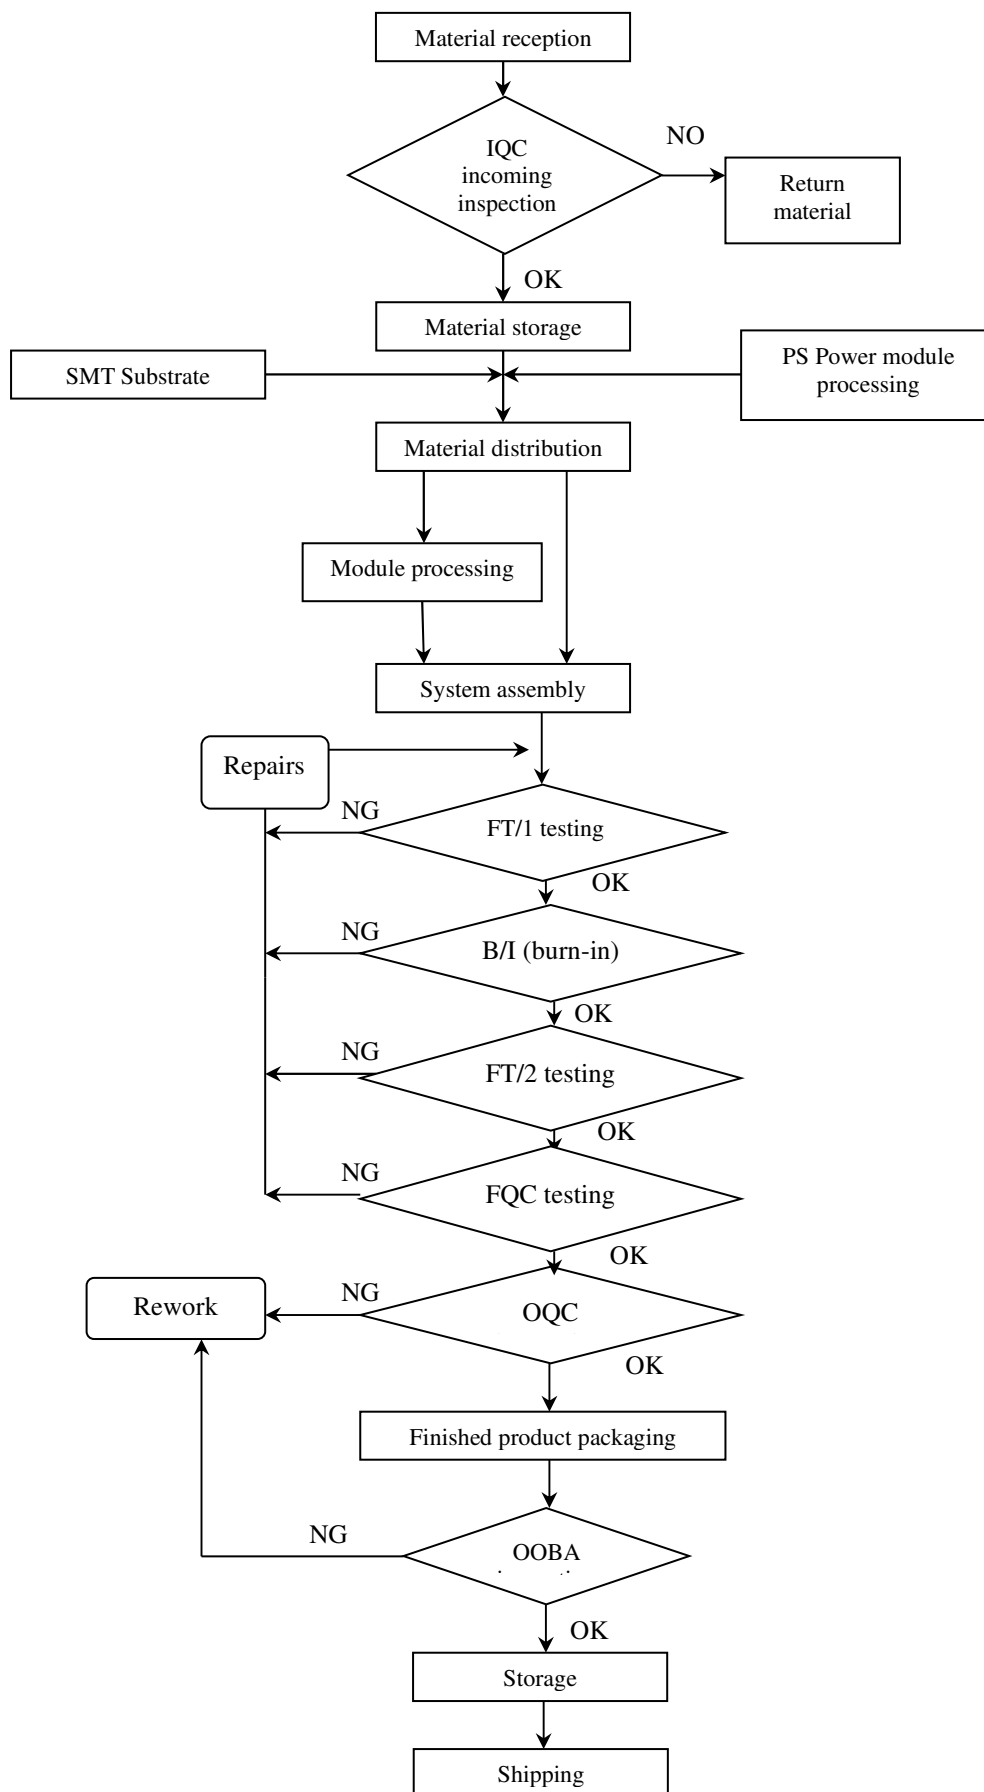 Material reception
IQC
incoming
inspection
NO
Return
material
OK
Material storage
SMT Substrate
PS Power module
processing
Material distribution
Module processing
System assembly
Repairs
NG
FT/1 testing
OK
NG
B/I (burn-in)
OK
NG
FT/2 testing
OK
NG
FQC testing
OK
Rework
NG
OQC
OK
Finished product packaging
NG
OOBA
OK
Storage
Shipping